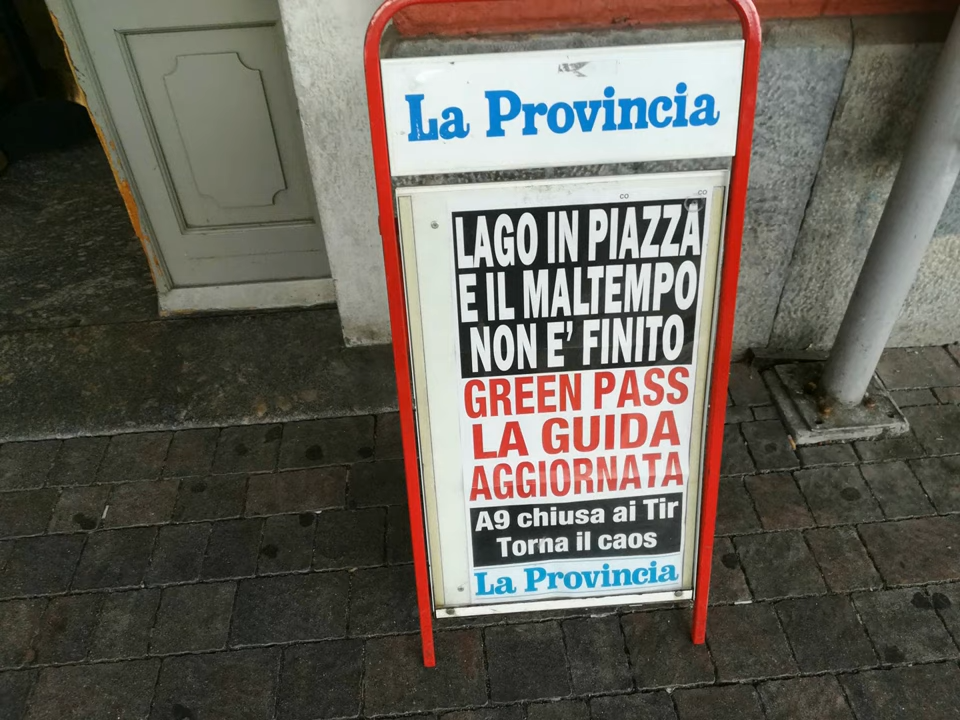 La Provincia
CO
LAGO IN PIAZZA
E IL MALTEMPO
NON E' FINITO
GREEN PASS
LA GUIDA
AGGIORNATA
A9 chiusa ai Tir
Torna il caos
La Provincia